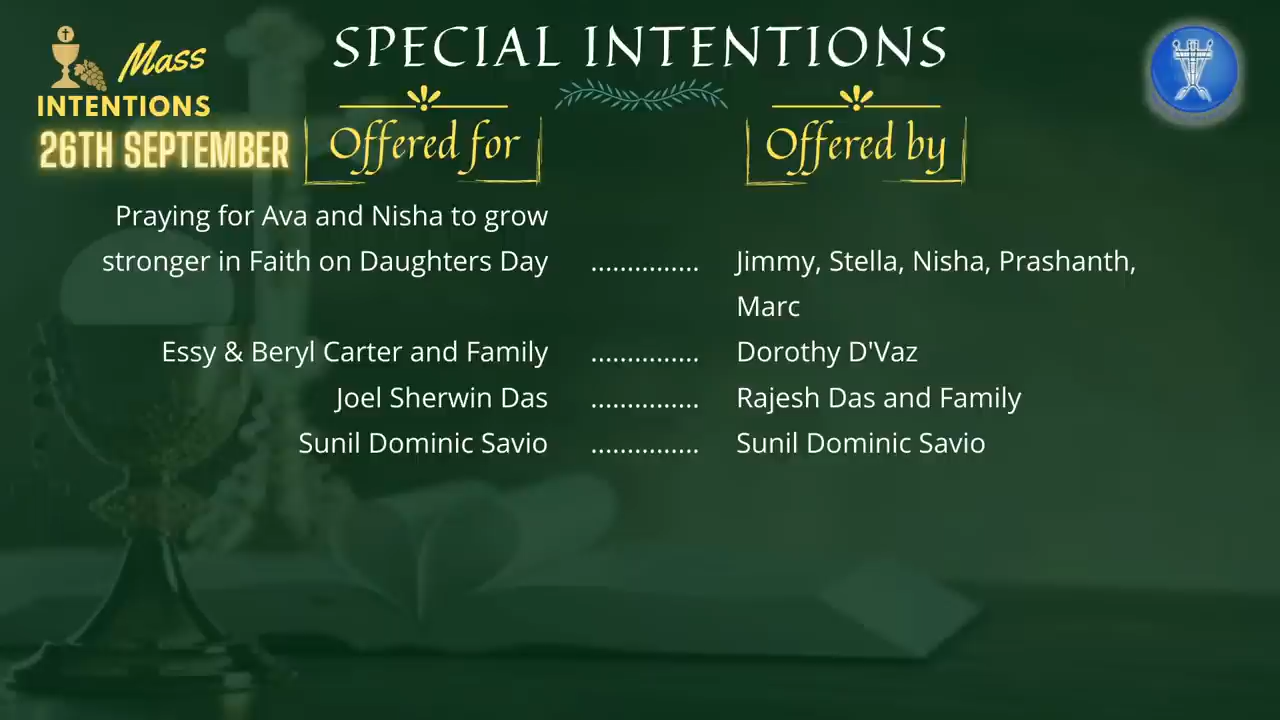 Mass
INTENTIONS
26TH SEPTEMBER
SPECIAL INTENTIONS
Offered for
Offered by
Praying for Ava and Nisha to grow
stronger in Faith on Daughters Day ............... Jimmy, Stella, Nisha, Prashanth,
Marc
Essy & Beryl Carter and Family ............... Dorothy D'Vaz
Joel Sherwin Das ............... Rajesh Das and Family
Sunil Dominic Savio ............... Sunil Dominic Savio